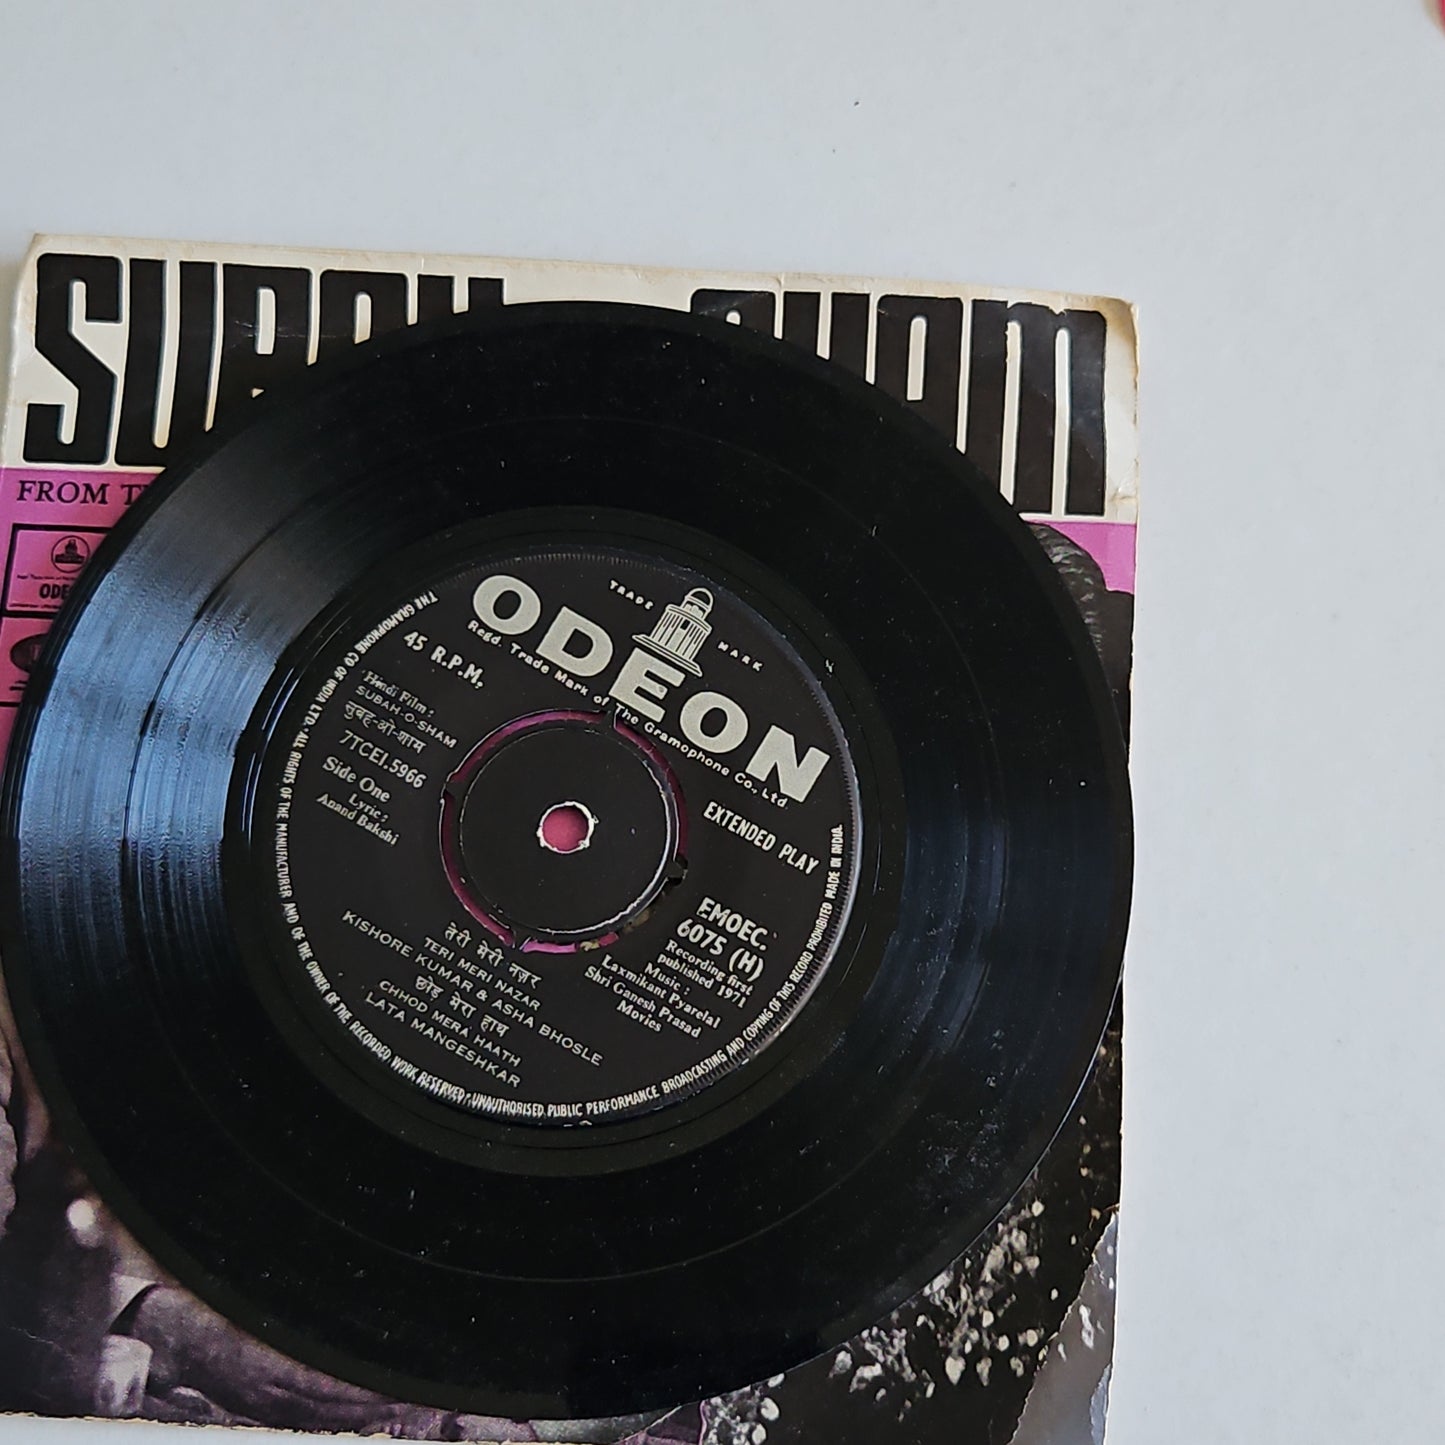 FROM
ODEON
TRADE MARK
Regd. Trade Mark of The Gramophone Co., Ltd.
45 R.P.M.
EXTENDED PLAY
Hindi Film :
SUBAH-O-SHAM
सुबह-ओ-शाम
7TCEI.5966
Side One
Lyric :
Anand Bakshi
EMOEC.
6075 (H)
Recording first
published 1971
Music :
Laxmikant Pyarelal
Shri Ganesh Prasad
Movies
तेरी मेरी नज़र
TERI MERI NAZAR
KISHORE KUMAR & ASHA BHOSLE
छोड़ मेरा हाथ
CHHOD MERA HAATH
LATA MANGESHKAR
THE GRAMOPHONE CO OF INDIA LTD. ALL RIGHTS OF THE MANUFACTURER AND OF THE OWNER OF THE RECORDED WORK RESERVED. UNAUTHORISED PUBLIC PERFORMANCE BROADCASTING AND COPYING OF THIS RECORD PROHIBITED MADE IN INDIA.